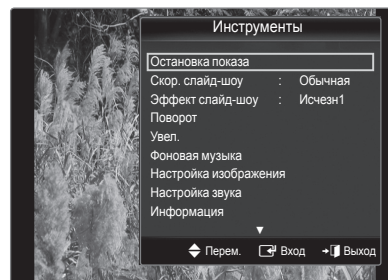 Инструменты
Остановка показа
Скор. слайд-шоу : Обычная
Эффект слайд-шоу : Исчезн1
Поворот
Увел.
Фоновая музыка
Настройка изображения
Настройка звука
Информация
Перем. Вход Выход